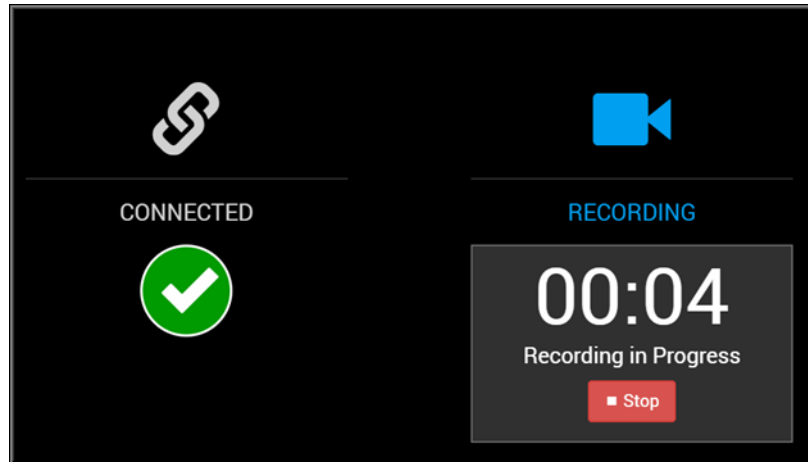 CONNECTED
RECORDING
00:04
Recording in Progress
Stop